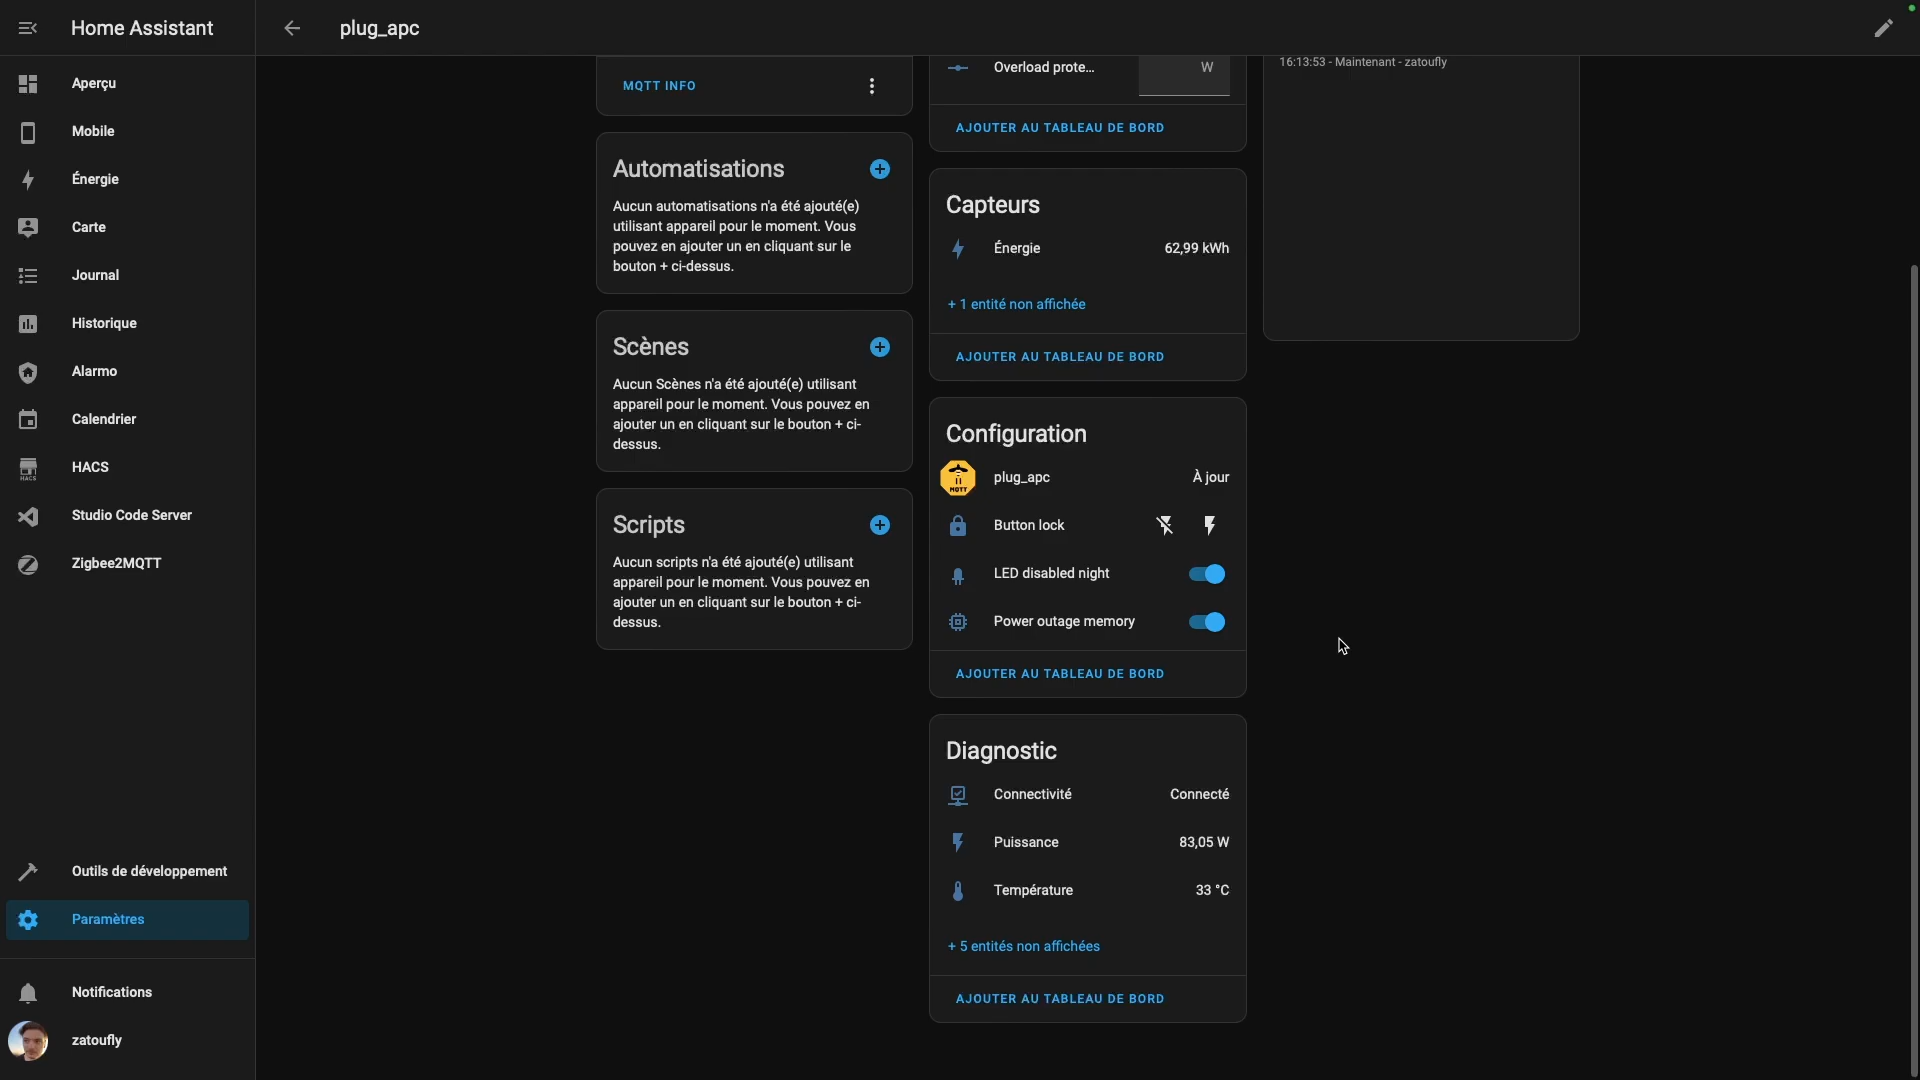 Home Assistant
plug_apc
Aperçu
Mobile
Énergie
Carte
Journal
Historique
Alarmo
Calendrier
HACS
HACS
Studio Code Server
Zigbee2MQTT
Outils de développement
Paramètres
Notifications
zatoufly
MQTT INFO
Automatisations
Aucun automatisations n'a été ajouté(e)
utilisant appareil pour le moment. Vous
pouvez en ajouter un en cliquant sur le
bouton + ci-dessus.
Scènes
Aucun Scènes n'a été ajouté(e) utilisant
appareil pour le moment. Vous pouvez en
ajouter un en cliquant sur le bouton + ci-
dessus.
Scripts
Aucun scripts n'a été ajouté(e) utilisant
appareil pour le moment. Vous pouvez en
ajouter un en cliquant sur le bouton + ci-
dessus.
Overload prote... W
AJOUTER AU TABLEAU DE BORD
Capteurs
Énergie 62,99 kWh
+ 1 entité non affichée
AJOUTER AU TABLEAU DE BORD
Configuration
MQTT
plug_apc À jour
Button lock
LED disabled night
Power outage memory
AJOUTER AU TABLEAU DE BORD
Diagnostic
Connectivité Connecté
Puissance 83,05 W
Température 33 °C
+ 5 entités non affichées
AJOUTER AU TABLEAU DE BORD
16:13:53 - Maintenant - zatoufly